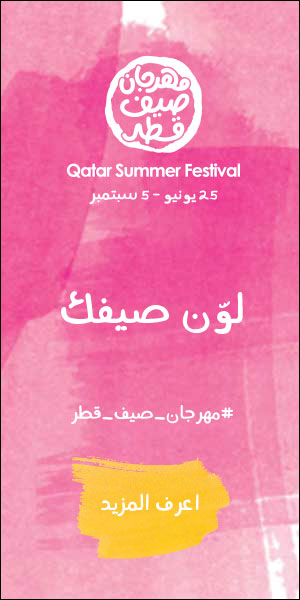 مهرجان
صيف
قطر
Qatar Summer Festival
25 يونيو - 5 سبتمبر
لوّن صيفك
#مهرجان_صيف_قطر
اعرف المزيد